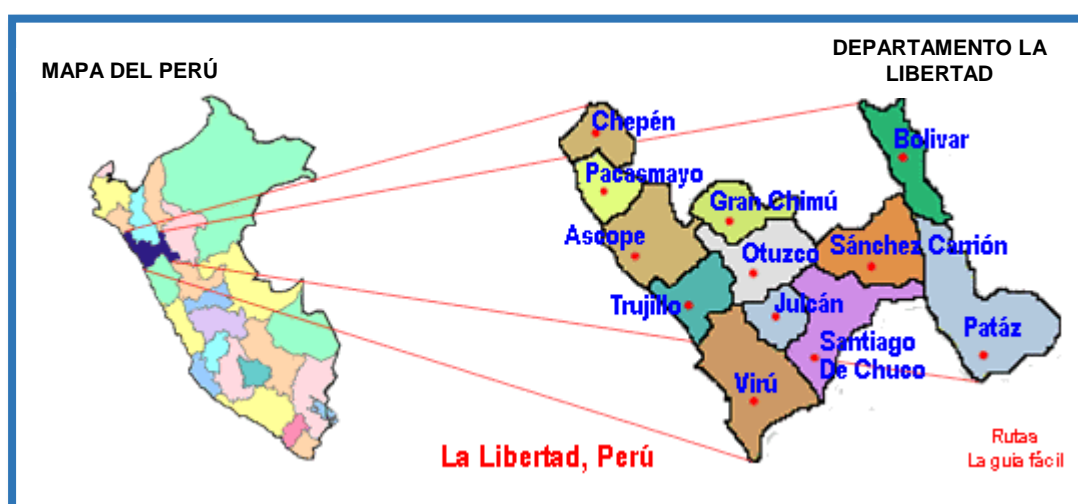 MAPA DEL PERÚ
DEPARTAMENTO LA
LIBERTAD
Chepén
Bolivar
Pacasmayo
Gran Chimú
Ascope
Otuzco
Sánchez Carrión
Trujillo
Julcán
Patáz
Santiago
De Chuco
Virú
La Libertad, Perú
Rutas
La guia fácil